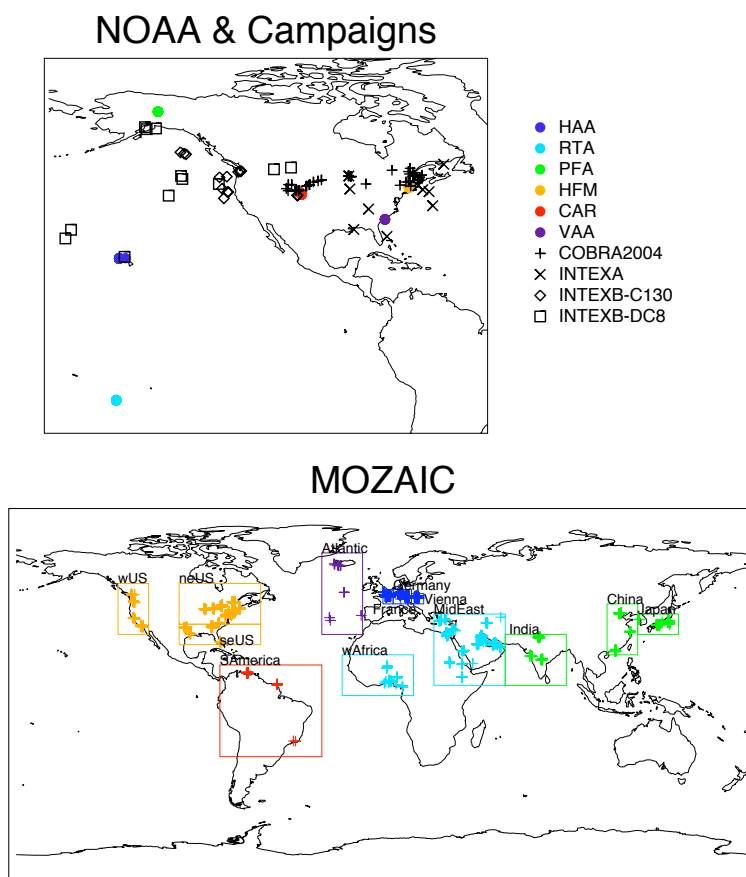 NOAA & Campaigns
HAA
RTA
PFA
HFM
CAR
VAA
COBRA2004
INTEXA
INTEXB-C130
INTEXB-DC8
MOZAIC
Atlantic
wUS
neUS
Germany
Vienna
France
MidEast
China
Japan
India
seUS
wAfrica
SAmerica